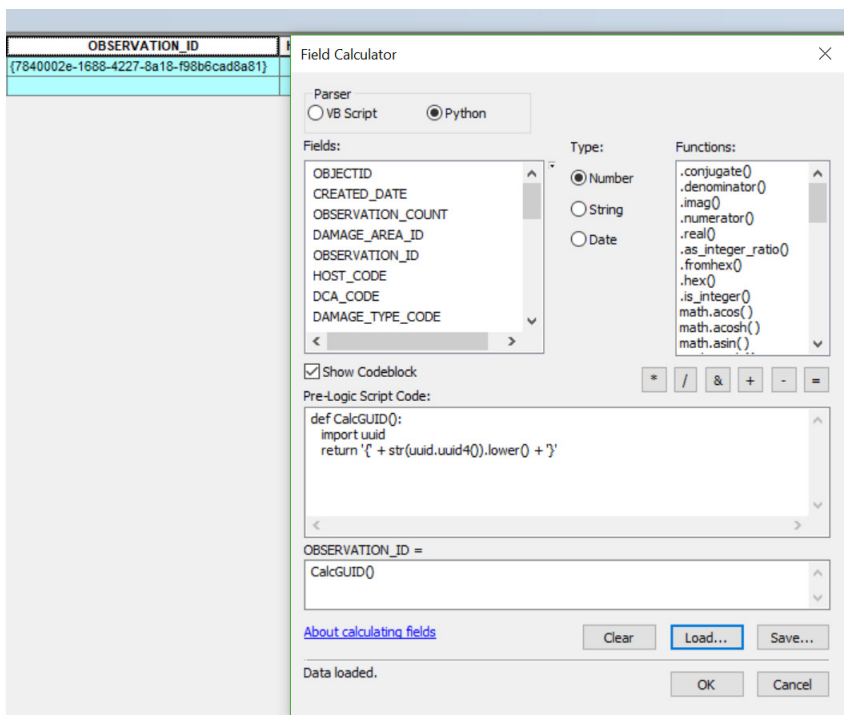 OBSERVATION_ID
{7840002e-1688-4227-8a18-f98b6cad8a81}
Field Calculator
Parser
VB Script
Python
Fields:
Type:
Functions:
OBJECTID
CREATED_DATE
OBSERVATION_COUNT
DAMAGE_AREA_ID
OBSERVATION_ID
HOST_CODE
DCA_CODE
DAMAGE_TYPE_CODE
Number
String
Date
.conjugate()
.denominator()
.imag()
.numerator()
.real()
.as_integer_ratio()
.fromhex()
.hex()
.is_integer()
math.acos( )
math.acosh( )
math.asin( )
Show Codeblock
* / & + - =
Pre-Logic Script Code:
def CalcGUID():
import uuid
return '{' + str(uuid.uuid4()).lower() + '}'
OBSERVATION_ID =
CalcGUID()
About calculating fields
Clear
Load...
Save...
Data loaded.
OK
Cancel